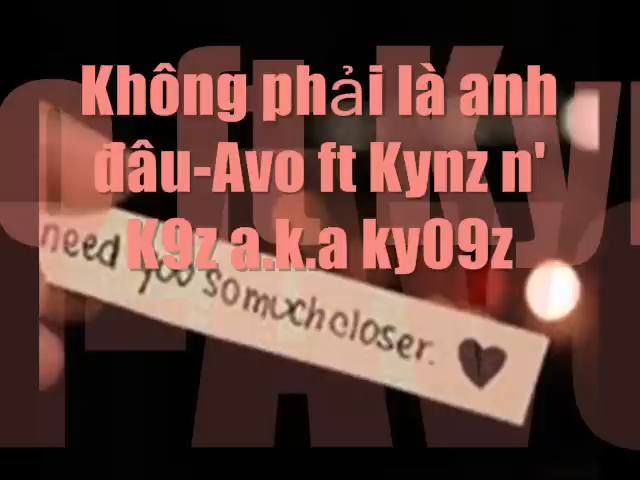 Không phải là anh
đâu-Avo ft Kynz n'
K9z a.k.a ky09z
need you so much closer.